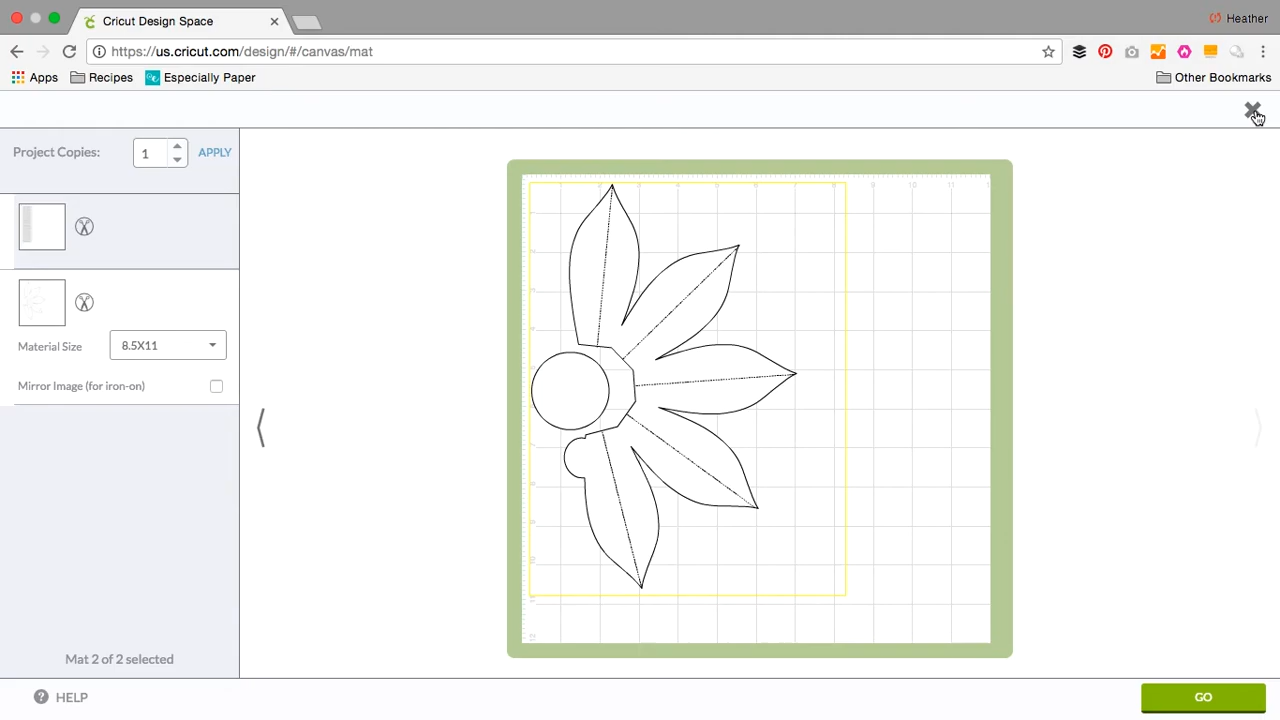 Cricut Design Space
Heather
https://us.cricut.com/design/#/canvas/mat
Apps Recipes Especially Paper Other Bookmarks
Project Copies: 1 APPLY
Material Size 8.5X11
Mirror Image (for iron-on)
Mat 2 of 2 selected
HELP
GO